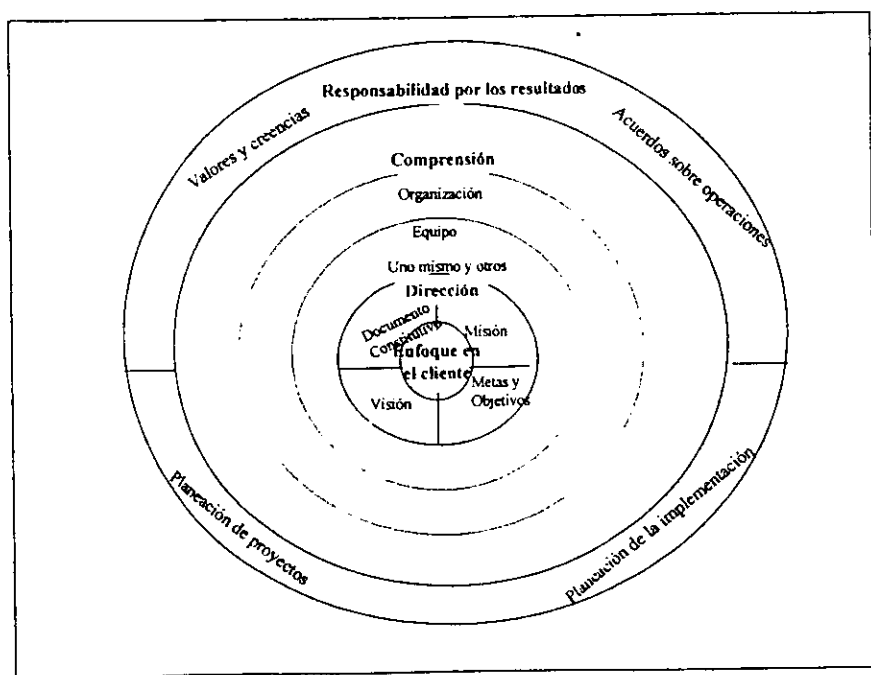 Responsabilidad por los resultados
Valores y creencias
Acuerdos sobre operaciones
Comprensión
Organización
Equipo
Uno mismo y otros
Dirección
Documento
Constitutivo
Misión
Enfoque en
el cliente
Visión
Metas y
Objetivos
Planeación de proyectos
Planeación de la implementación